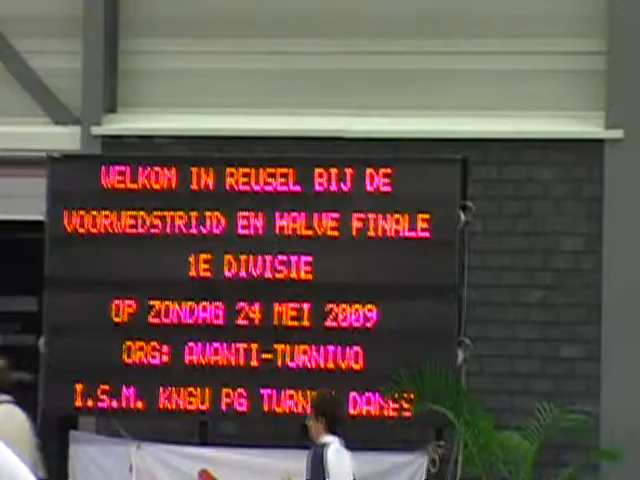 WELKOM IN REUSEL BIJ DE
VOORWEDSTRIJD EN HALVE FINALE
1E DIVISIE
OP ZONDAG 24 MEI 2009
ORG: AVANTI-TURNIVO
I.S.M. KNGU PG TURN DAMES